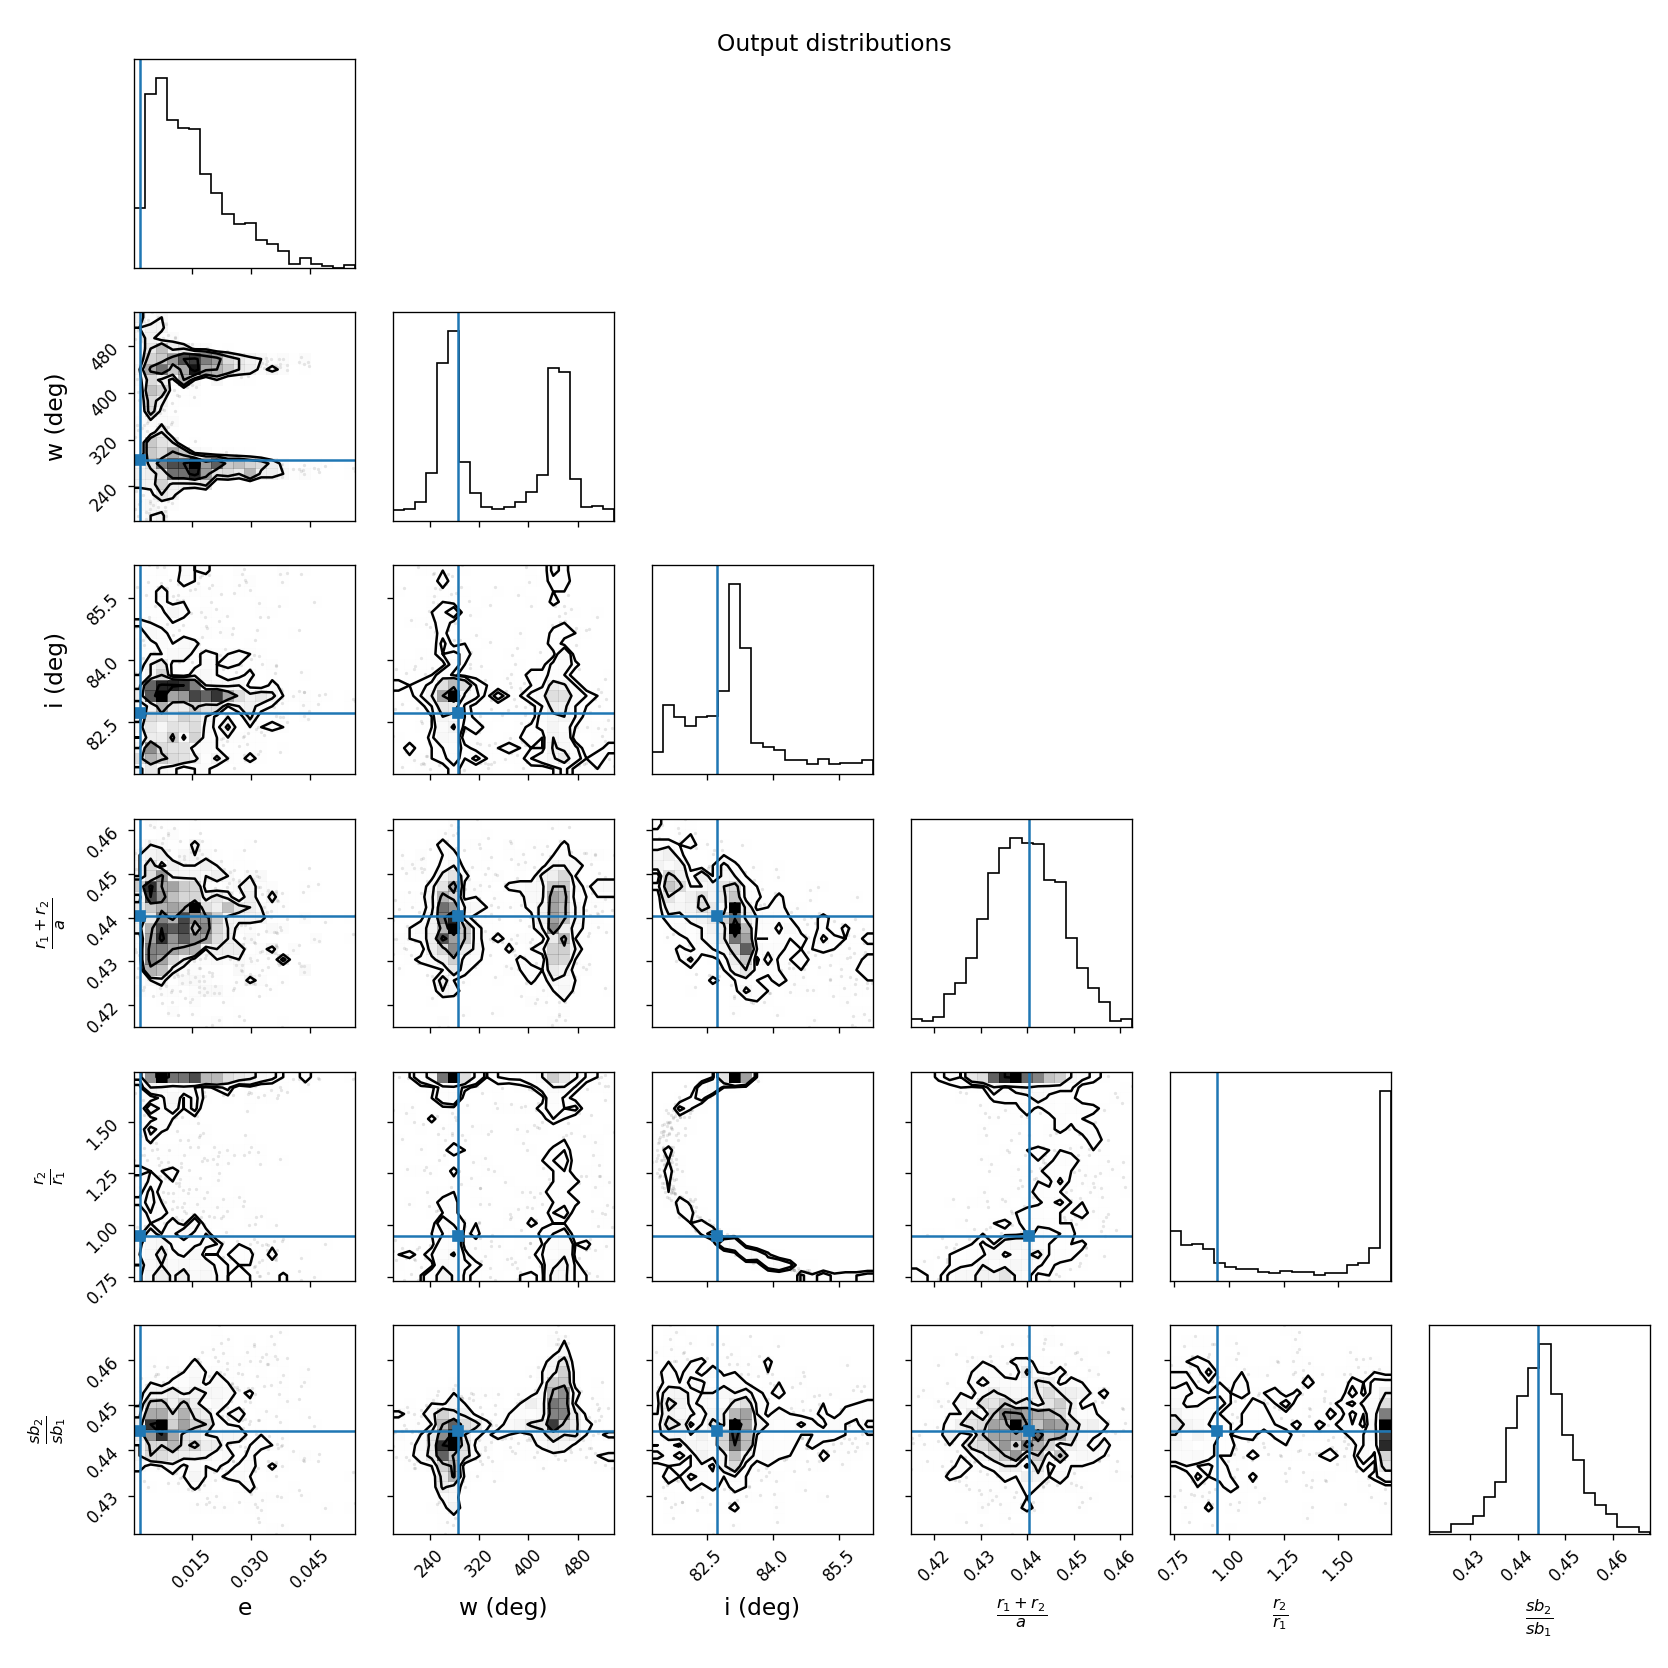 Output distributions
w (deg)
480
400
320
240
i (deg)
85.5
84.0
82.5
r₁ + r₂
a
0.46
0.45
0.44
0.43
0.42
r₂
r₁
1.50
1.25
1.00
0.75
sb₂
sb₁
0.46
0.45
0.44
0.43
0.015 0.030 0.045
240 320 400 480
82.5 84.0 85.5
0.42 0.43 0.44 0.45 0.46
0.75 1.00 1.25 1.50
0.43 0.44 0.45 0.46
e
w (deg)
i (deg)
r₁ + r₂
a
r₂
r₁
sb₂
sb₁